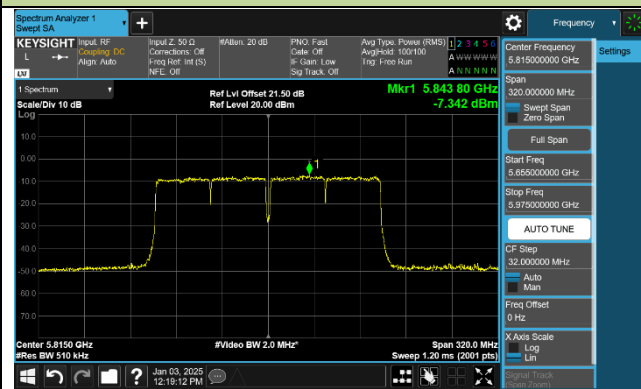 Spectrum Analyzer 1
Swept SA
Frequency
KEYSIGHT
L
LXI
Input: RF
Coupling: DC
Align: Auto
Input Z: 50 Ω
Corrections: Off
Freq Ref: Int (S)
NFE: Off
#Atten: 20 dB
PNO: Fast
Gate: Off
IF Gain: Low
Sig Track: Off
Avg Type: Power (RMS)
Avg|Hold: 100/100
Trig: Free Run
1 2 3 4 5 6
A W W W W W
A N N N N N
1 Spectrum
Scale/Div 10 dB
Log
Ref Lvl Offset 21.50 dB
Ref Level 20.00 dBm
Mkr1 5.843 80 GHz
-7.342 dBm
10.0
0.00
-10.0
-20.0
-30.0
-40.0
-50.0
-60.0
-70.0
1
Center 5.8150 GHz
#Res BW 510 kHz
#Video BW 2.0 MHz*
Span 320.0 MHz
Sweep 1.20 ms (2001 pts)
Center Frequency
5.815000000 GHz
Settings
Span
320.000000 MHz
Swept Span
Zero Span
Full Span
Start Freq
5.655000000 GHz
Stop Freq
5.975000000 GHz
AUTO TUNE
CF Step
32.000000 MHz
Auto
Man
Freq Offset
0 Hz
X Axis Scale
Log
Lin
Signal Track
(Span Zoom)
Jan 03, 2025
12:19:12 PM